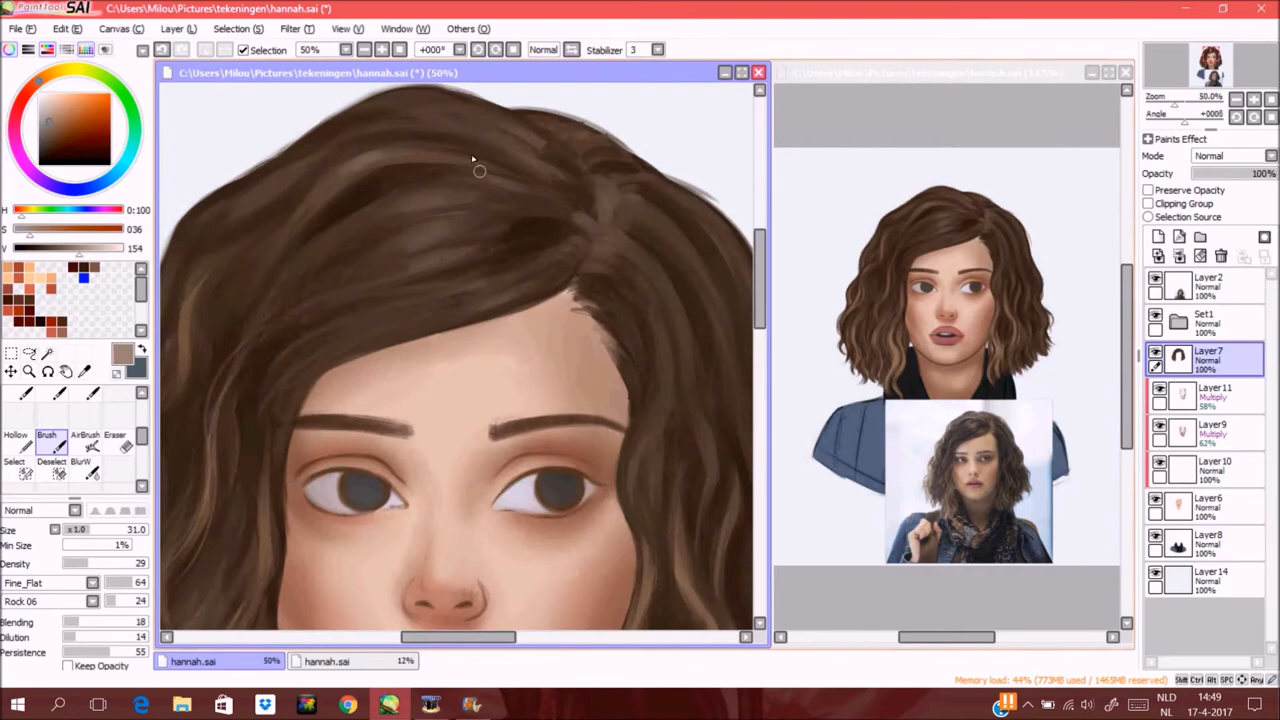 PaintTool SAI C:\Users\Milou\Pictures\tekeningen\hannah.sai (*)
File (F) Edit (E) Canvas (C) Layer (L) Selection (S) Filter (T) View (V) Window (W) Others (O)
Selection 50% +000° Normal Stabilizer 3
C:\Users\Milou\Pictures\tekeningen\hannah.sai (*) (50%)
Zoom 50.0%
Angle +000°
Paints Effect
Mode Normal
Opacity 100%
Preserve Opacity
Clipping Group
Selection Source
H 0:100
S 036
V 154
Layer2
Normal
100%
Set1
Normal
100%
Layer7
Normal
100%
Layer11
Multiply
58%
Layer9
Multiply
62%
Layer10
Normal
100%
Layer6
Normal
100%
Layer8
Normal
100%
Layer14
Normal
100%
Hollow Brush AirBrush Eraser
Select Deselect BlurW
Normal
Size x 1.0 31.0
Min Size 1%
Density 29
Fine_Flat 64
Rock 06 24
Blending 18
Dilution 14
Persistence 55
Keep Opacity
hannah.sai 50% hannah.sai 12%
Memory load: 44% (773MB used / 1465MB reserved) Shift Ctrl Alt SPC Any
NLD 14:49
NL 17-4-2017